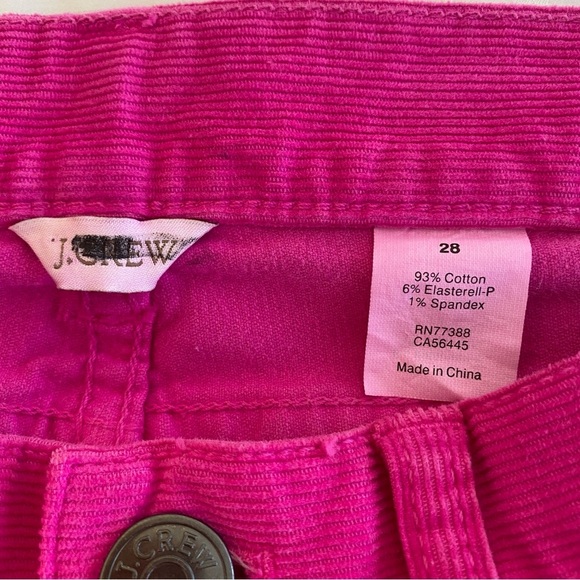 J.CREW
28
93% Cotton
6% Elasterell-P
1% Spandex
RN77388
CA56445
Made in China
J.CREW